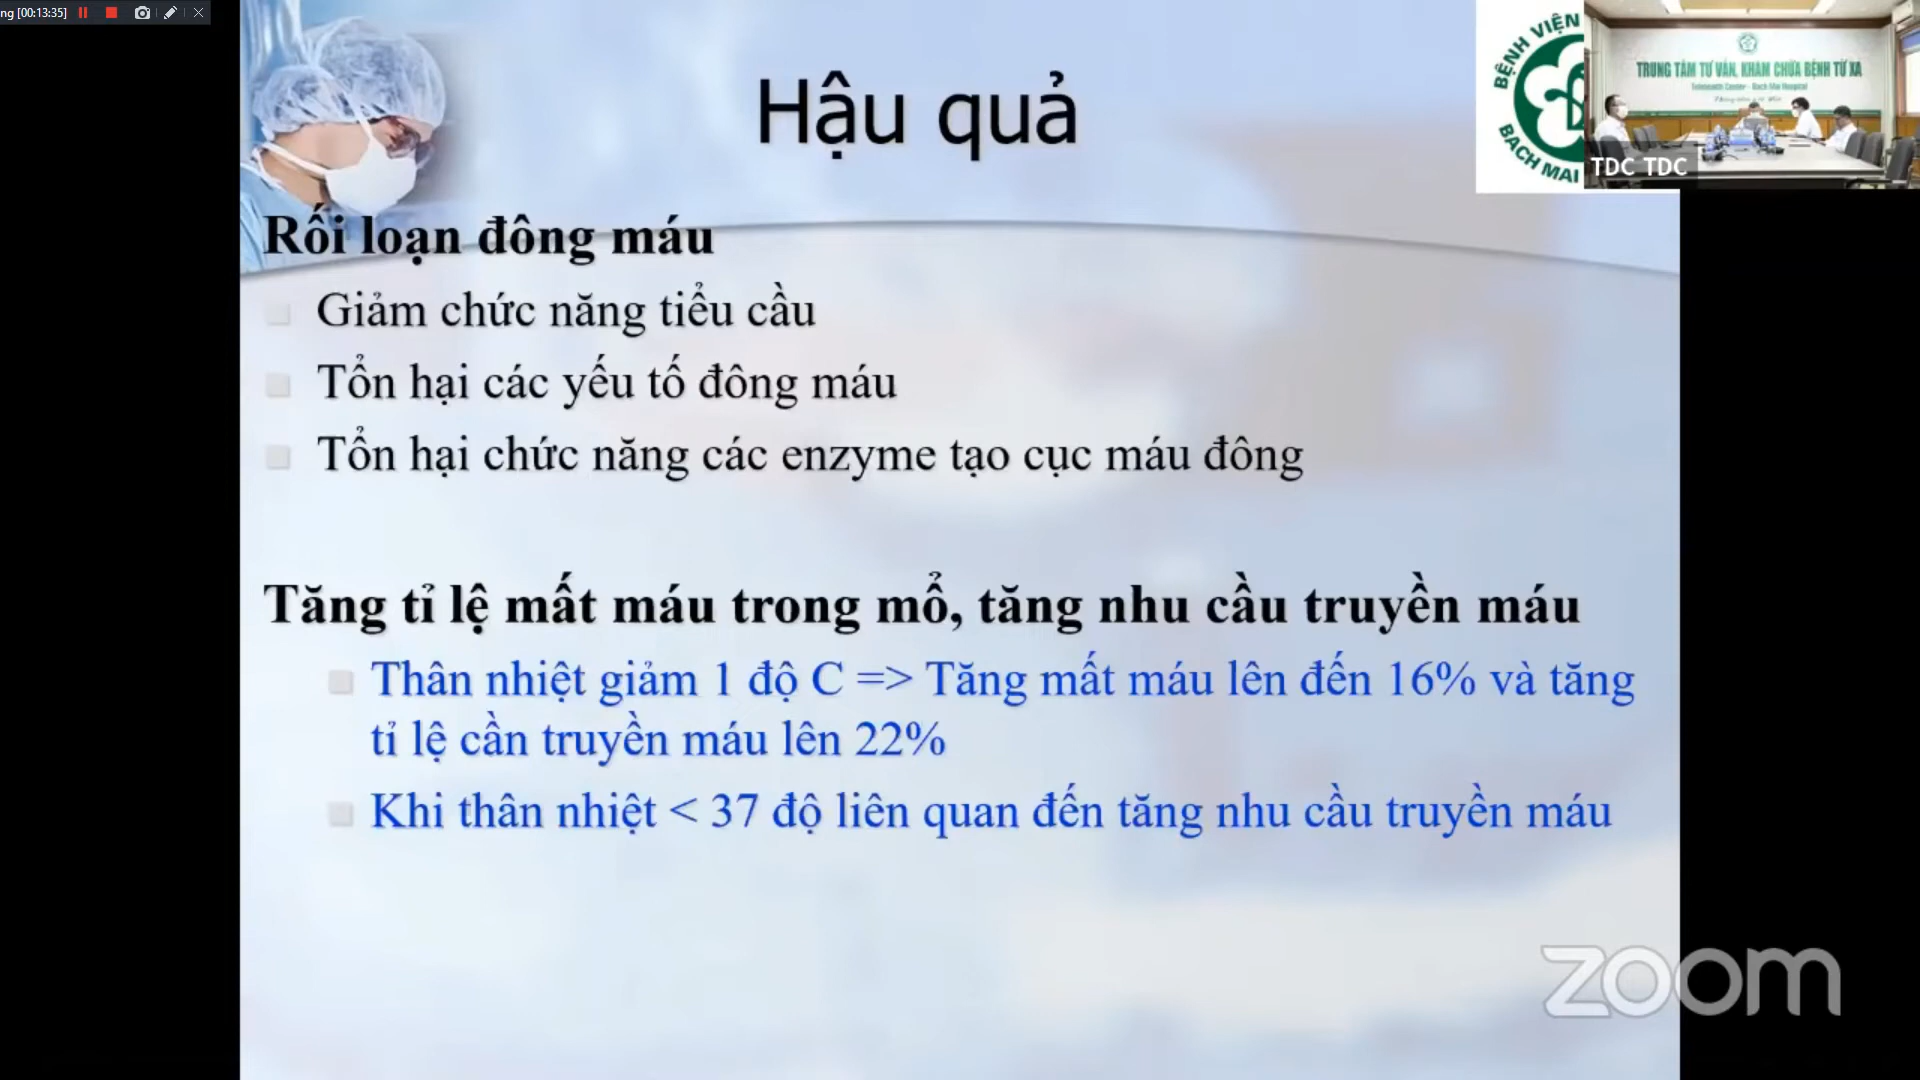 ng [00:13:35]
Hậu quả
BỆNH VIỆN
BẠCH MAI
TRUNG TÂM TƯ VẤN, KHÁM CHỮA BỆNH TỪ XA
Telehealth Center - Bach Mai Hospital
TDC TDC
Rối loạn đông máu
Giảm chức năng tiểu cầu
Tổn hại các yếu tố đông máu
Tổn hại chức năng các enzyme tạo cục máu đông
Tăng tỉ lệ mất máu trong mổ, tăng nhu cầu truyền máu
Thân nhiệt giảm 1 độ C => Tăng mất máu lên đến 16% và tăng
tỉ lệ cần truyền máu lên 22%
Khi thân nhiệt < 37 độ liên quan đến tăng nhu cầu truyền máu
zoom